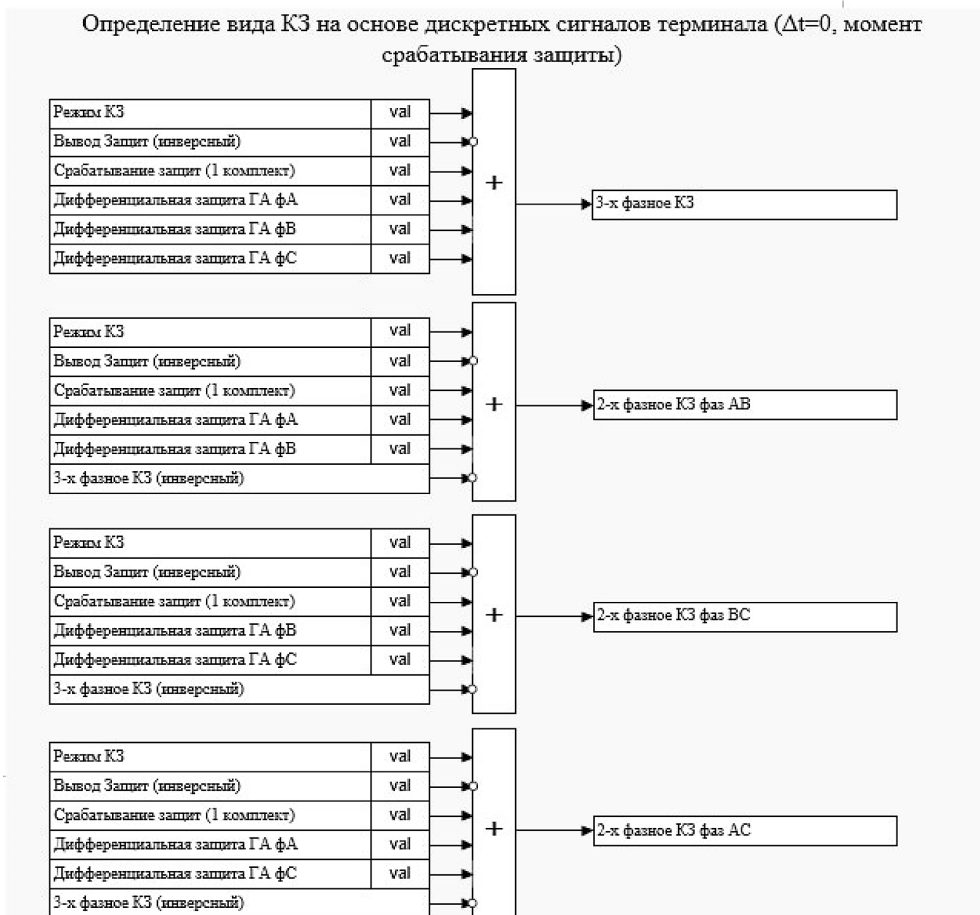 Определение вида КЗ на основе дискретных сигналов терминала (Δt=0, момент
срабатывания защиты)
Режим КЗ val
Вывод Защит (инверсный) val
Срабатывание защит (1 комплект) val
Дифференциальная защита ГА фА val
Дифференциальная защита ГА фВ val
Дифференциальная защита ГА фС val
+
3-х фазное КЗ
Режим КЗ val
Вывод Защит (инверсный) val
Срабатывание защит (1 комплект) val
Дифференциальная защита ГА фА val
Дифференциальная защита ГА фВ val
3-х фазное КЗ (инверсный)
+
2-х фазное КЗ фаз АВ
Режим КЗ val
Вывод Защит (инверсный) val
Срабатывание защит (1 комплект) val
Дифференциальная защита ГА фВ val
Дифференциальная защита ГА фС val
3-х фазное КЗ (инверсный)
+
2-х фазное КЗ фаз ВС
Режим КЗ val
Вывод Защит (инверсный) val
Срабатывание защит (1 комплект) val
Дифференциальная защита ГА фА val
Дифференциальная защита ГА фС val
3-х фазное КЗ (инверсный)
+
2-х фазное КЗ фаз АС